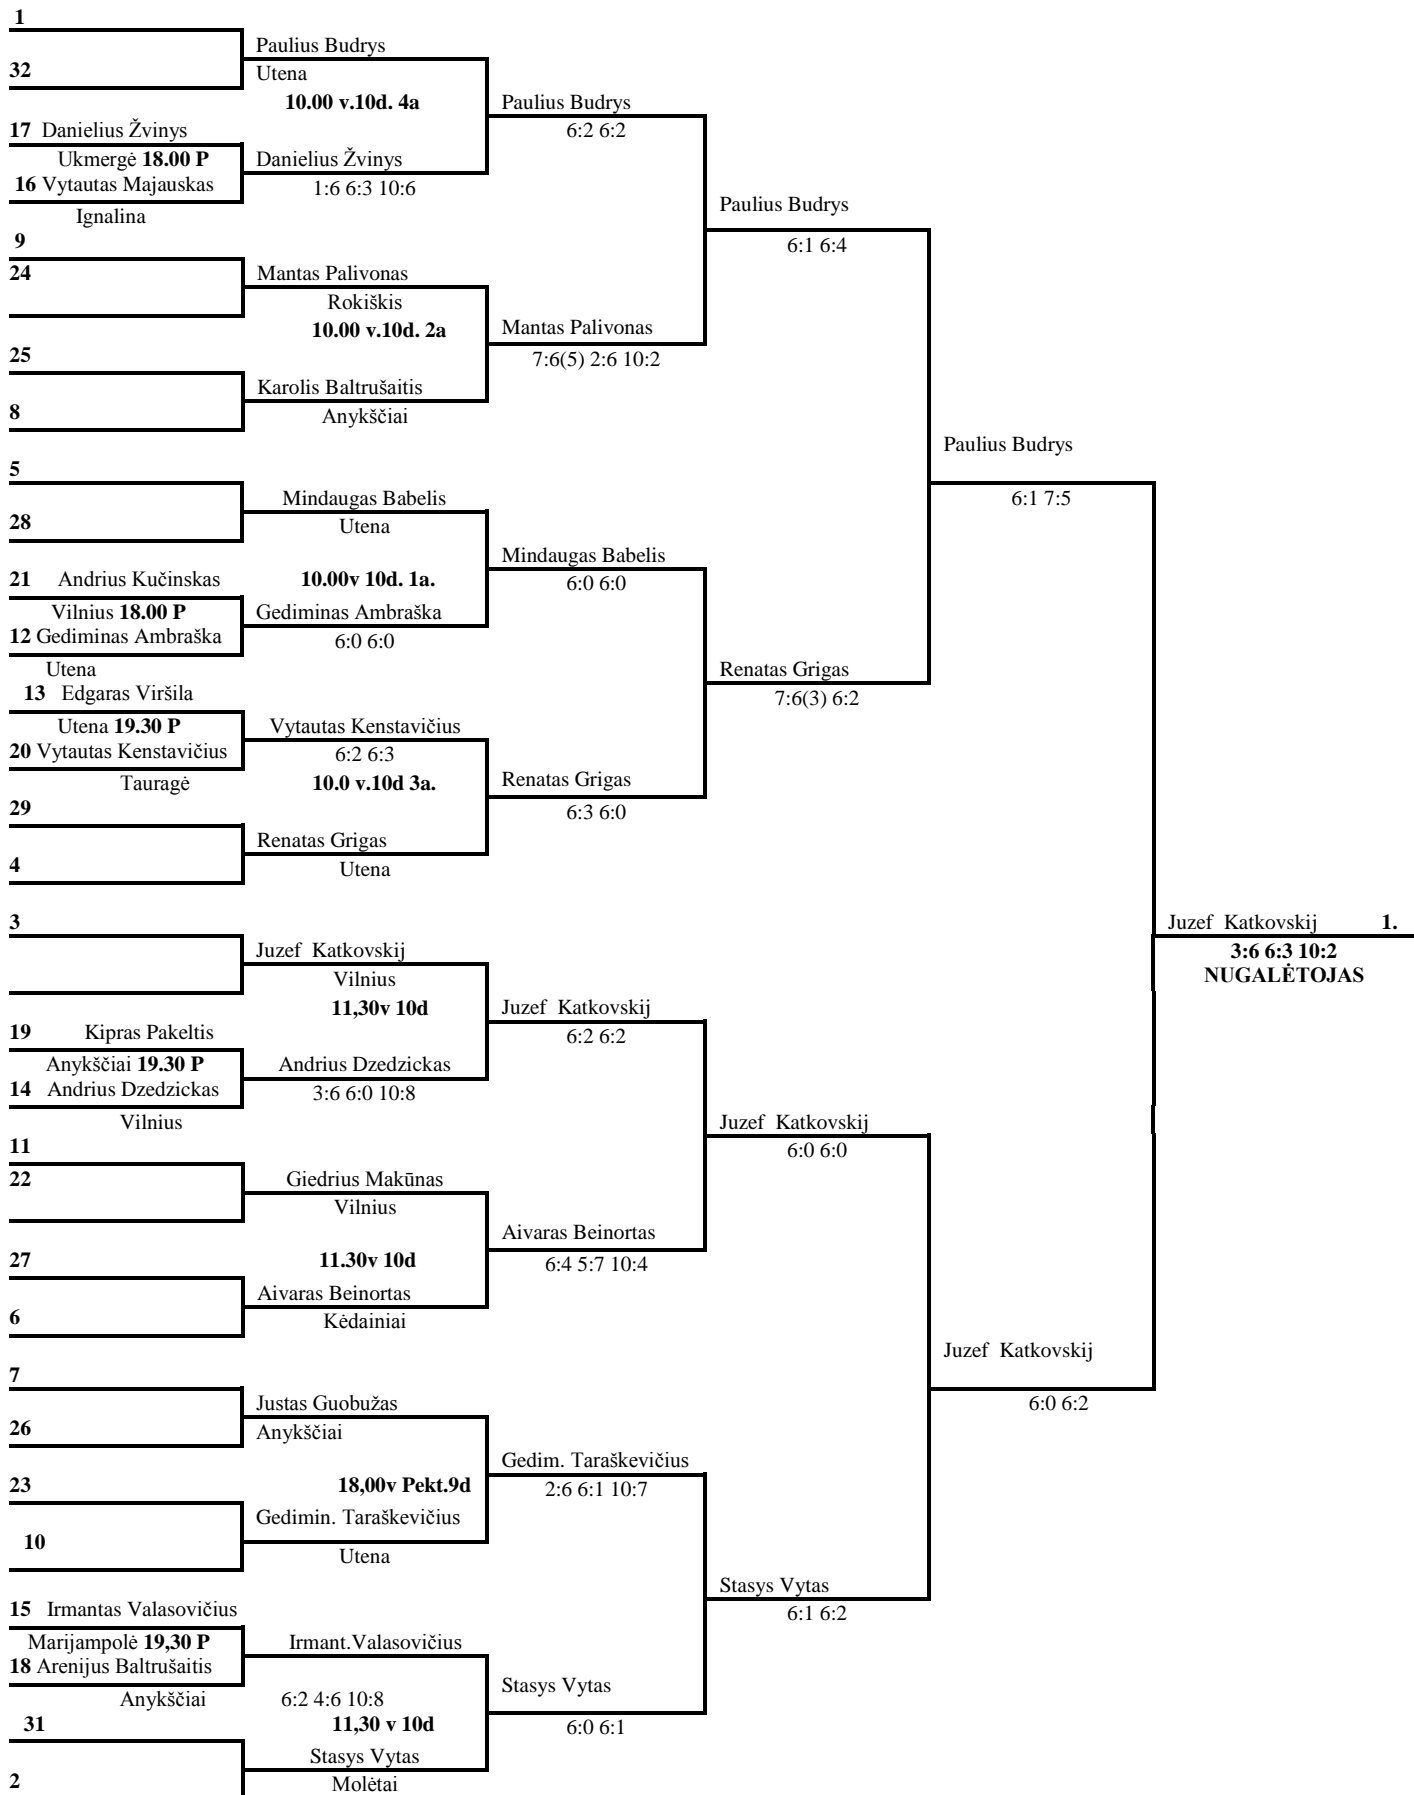 1
Paulius Budrys
32
Utena
10.00 v.10d. 4a
Paulius Budrys
6:2 6:2
17 Danielius Žvinys
Ukmergė 18.00 P
Danielius Žvinys
16 Vytautas Majauskas
1:6 6:3 10:6
Ignalina
Paulius Budrys
6:1 6:4
9
24
Mantas Palivonas
Rokiškis
10.00 v.10d. 2a
Mantas Palivonas
7:6(5) 2:6 10:2
25
Karolis Baltrušaitis
8
Anykščiai
Paulius Budrys
6:1 7:5
5
Mindaugas Babelis
28
Utena
Mindaugas Babelis
6:0 6:0
21 Andrius Kučinskas
10.00v 10d. 1a.
Vilnius 18.00 P
Gediminas Ambraška
12 Gediminas Ambraška
6:0 6:0
Utena
Renatas Grigas
7:6(3) 6:2
13 Edgaras Viršila
Utena 19.30 P
Vytautas Kenstavičius
20 Vytautas Kenstavičius
6:2 6:3
Tauragė
10.0 v.10d 3a.
Renatas Grigas
6:3 6:0
29
Renatas Grigas
4
Utena
3
Juzef Katkovskij 1.
3:6 6:3 10:2
NUGALĖTOJAS
Juzef Katkovskij
Vilnius
11,30v 10d
Juzef Katkovskij
6:2 6:2
19 Kipras Pakeltis
Anykščiai 19.30 P
Andrius Dzedzickas
14 Andrius Dzedzickas
3:6 6:0 10:8
Vilnius
Juzef Katkovskij
6:0 6:0
11
22
Giedrius Makūnas
Vilnius
Aivaras Beinortas
6:4 5:7 10:4
27
11.30v 10d
Aivaras Beinortas
6
Kėdainiai
Juzef Katkovskij
6:0 6:2
7
Justas Guobužas
26
Anykščiai
Gedim. Taraškevičius
2:6 6:1 10:7
23
18,00v Pekt.9d
Gedimin. Taraškevičius
10
Utena
Stasys Vytas
6:1 6:2
15 Irmantas Valasovičius
Marijampolė 19,30 P
Irmant.Valasovičius
18 Arenijus Baltrušaitis
Anykščiai
6:2 4:6 10:8
Stasys Vytas
6:0 6:1
31
11,30 v 10d
Stasys Vytas
2
Molėtai